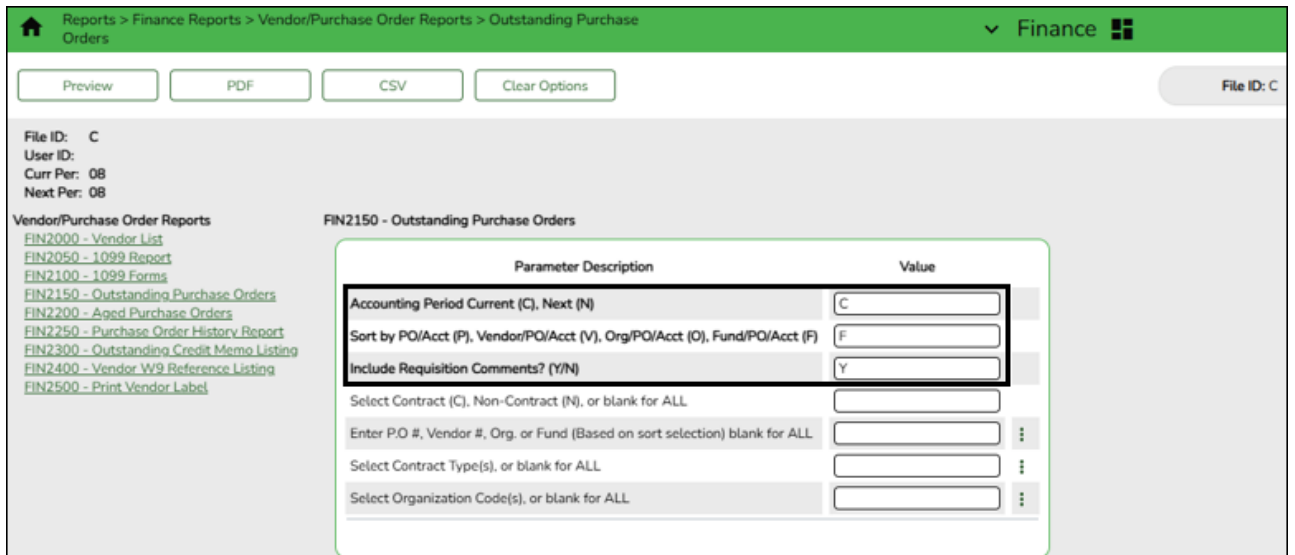 Reports > Finance Reports > Vendor/Purchase Order Reports > Outstanding Purchase
Orders
Finance
Preview
PDF
CSV
Clear Options
File ID: C
File ID: C
User ID:
Curr Per: 08
Next Per: 08
Vendor/Purchase Order Reports
FIN2000 - Vendor List
FIN2050 - 1099 Report
FIN2100 - 1099 Forms
FIN2150 - Outstanding Purchase Orders
FIN2200 - Aged Purchase Orders
FIN2250 - Purchase Order History Report
FIN2300 - Outstanding Credit Memo Listing
FIN2400 - Vendor W9 Reference Listing
FIN2500 - Print Vendor Label
FIN2150 - Outstanding Purchase Orders
Parameter Description Value
Accounting Period Current (C), Next (N) C
Sort by PO/Acct (P), Vendor/PO/Acct (V), Org/PO/Acct (O), Fund/PO/Acct (F) F
Include Requisition Comments? (Y/N) Y
Select Contract (C), Non-Contract (N), or blank for ALL
Enter P.O #, Vendor #, Org. or Fund (Based on sort selection) blank for ALL
Select Contract Type(s), or blank for ALL
Select Organization Code(s), or blank for ALL